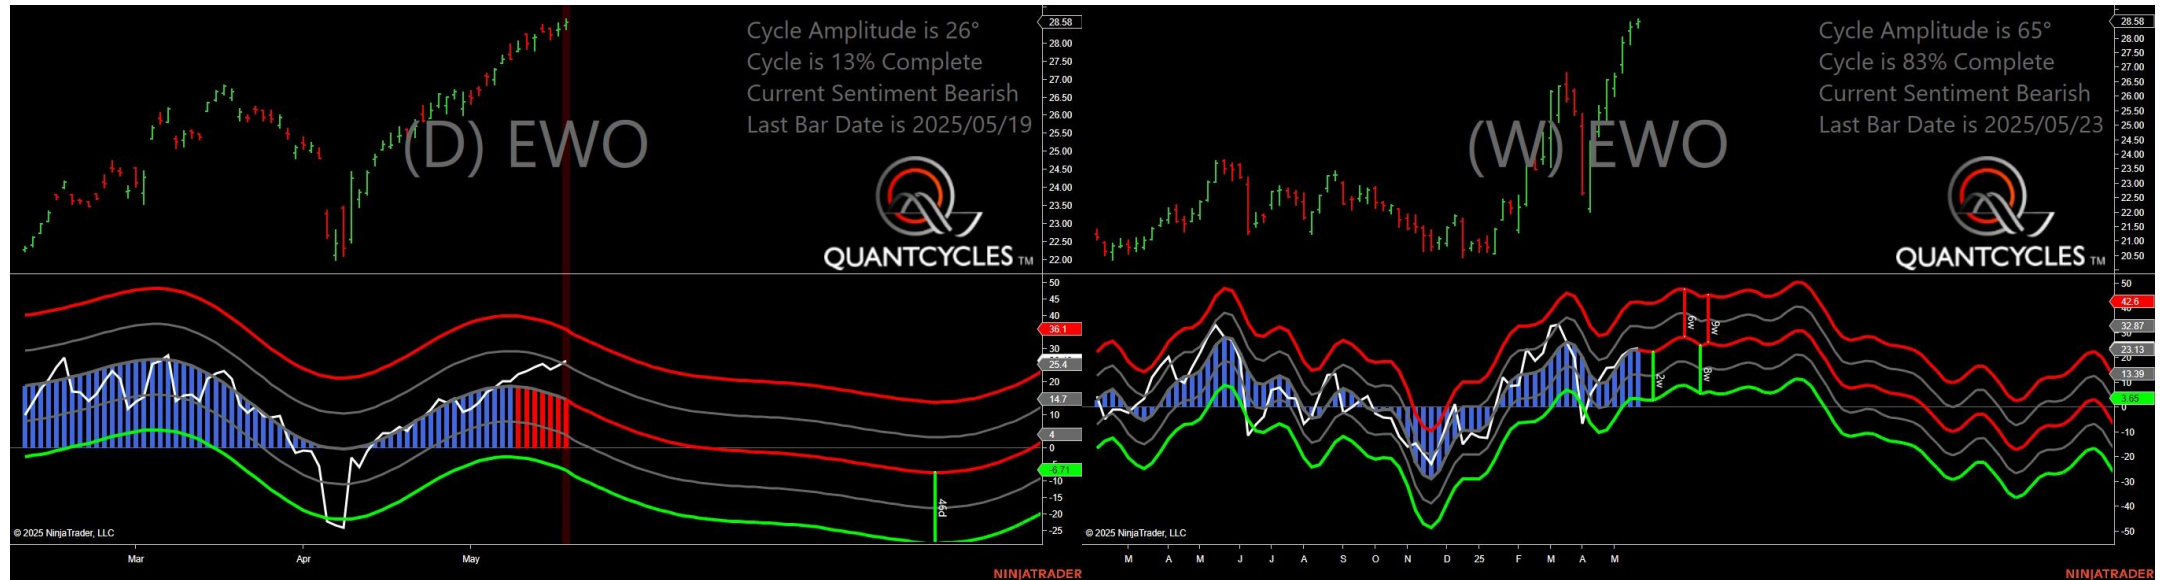 Cycle Amplitude is 26°
Cycle is 13% Complete
Current Sentiment Bearish
Last Bar Date is 2025/05/19
(D) EWO
QUANTCYCLES TM
28.58
28.00
27.50
27.00
26.50
26.00
25.50
25.00
24.50
24.00
23.50
23.00
22.50
22.00
50
45
40
36.1
30
25.4
20
14.7
10
4
0
-6.71
-10
-15
-20
-25
46d
© 2025 NinjaTrader, LLC
Mar
Apr
May
NINJATRADER
Cycle Amplitude is 65°
Cycle is 83% Complete
Current Sentiment Bearish
Last Bar Date is 2025/05/23
(W) EWO
QUANTCYCLES TM
28.58
28.00
27.50
27.00
26.50
26.00
25.50
25.00
24.50
24.00
23.50
23.00
22.50
22.00
21.50
21.00
20.50
50
42.6
32.87
23.13
20
13.39
10
3.65
0
-10
-20
-30
-40
-50
2w
6w
8w
9w
© 2025 NinjaTrader, LLC
M A M J J A S O N D 25 F M A M
NINJATRADER